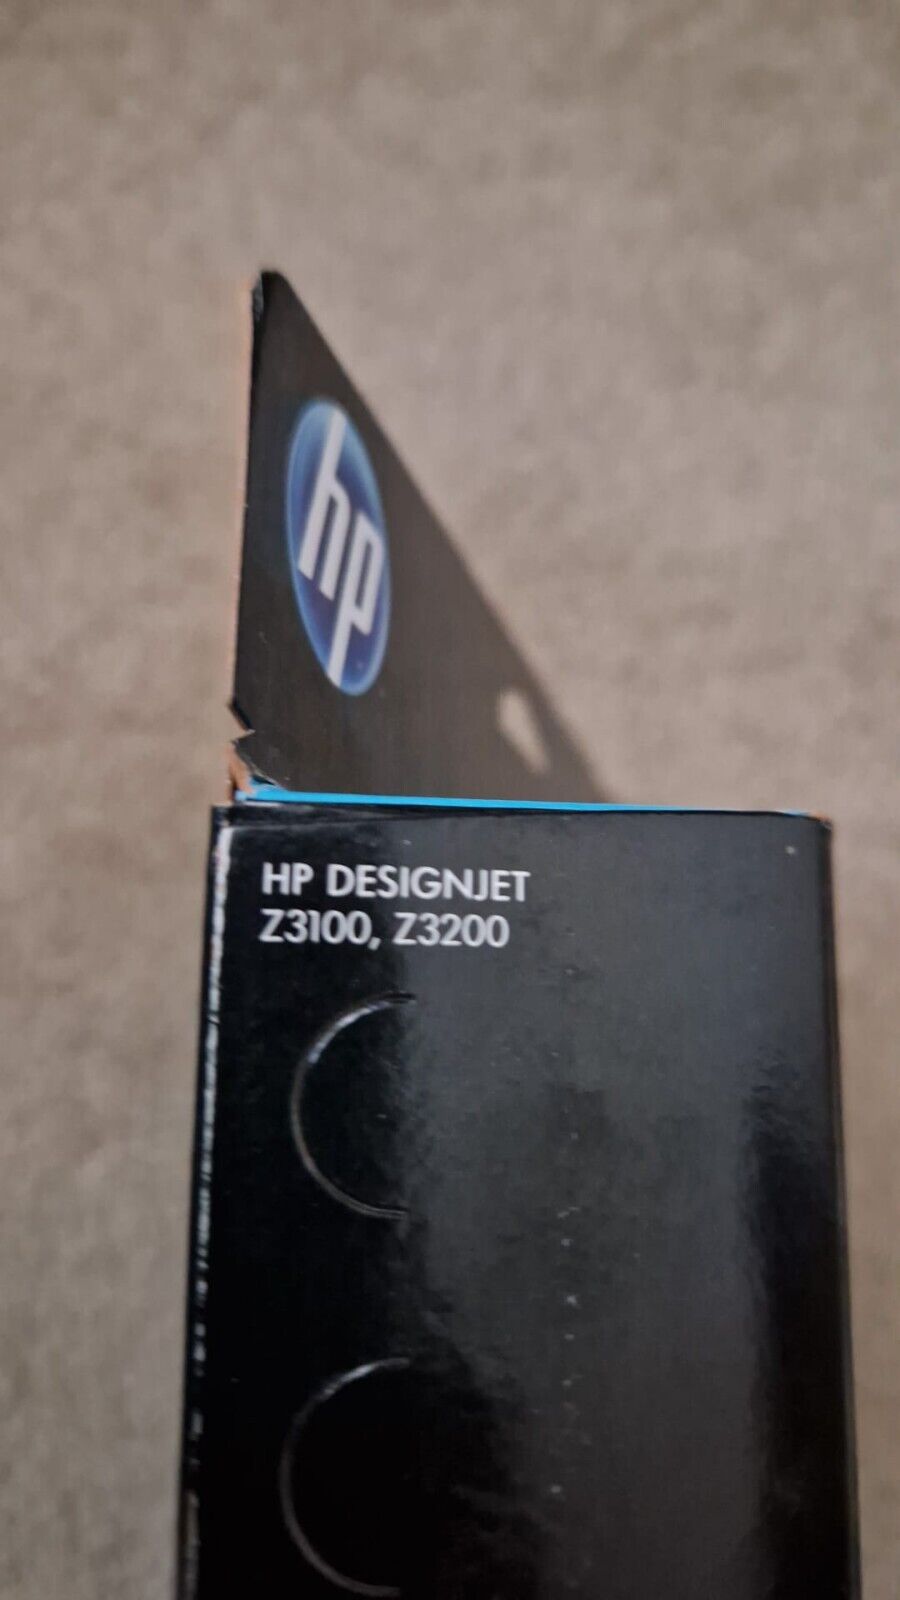 hp
HP DESIGNJET
Z3100, Z3200